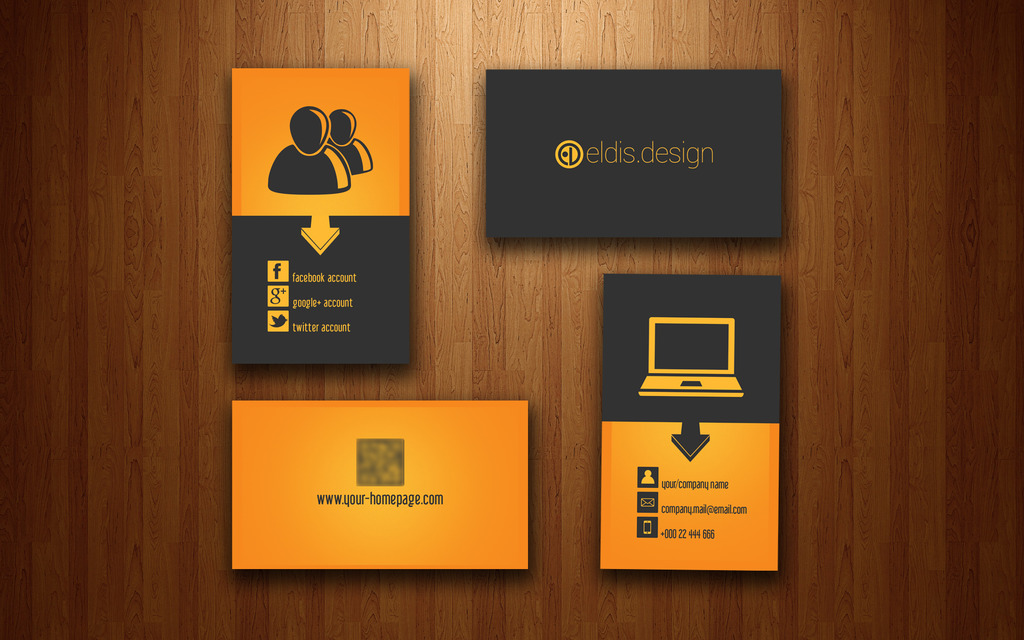 facebook account
google+ account
twitter account
eldis.design
www.your-homepage.com
your/company name
company.mail@email.com
+000 22 444 666